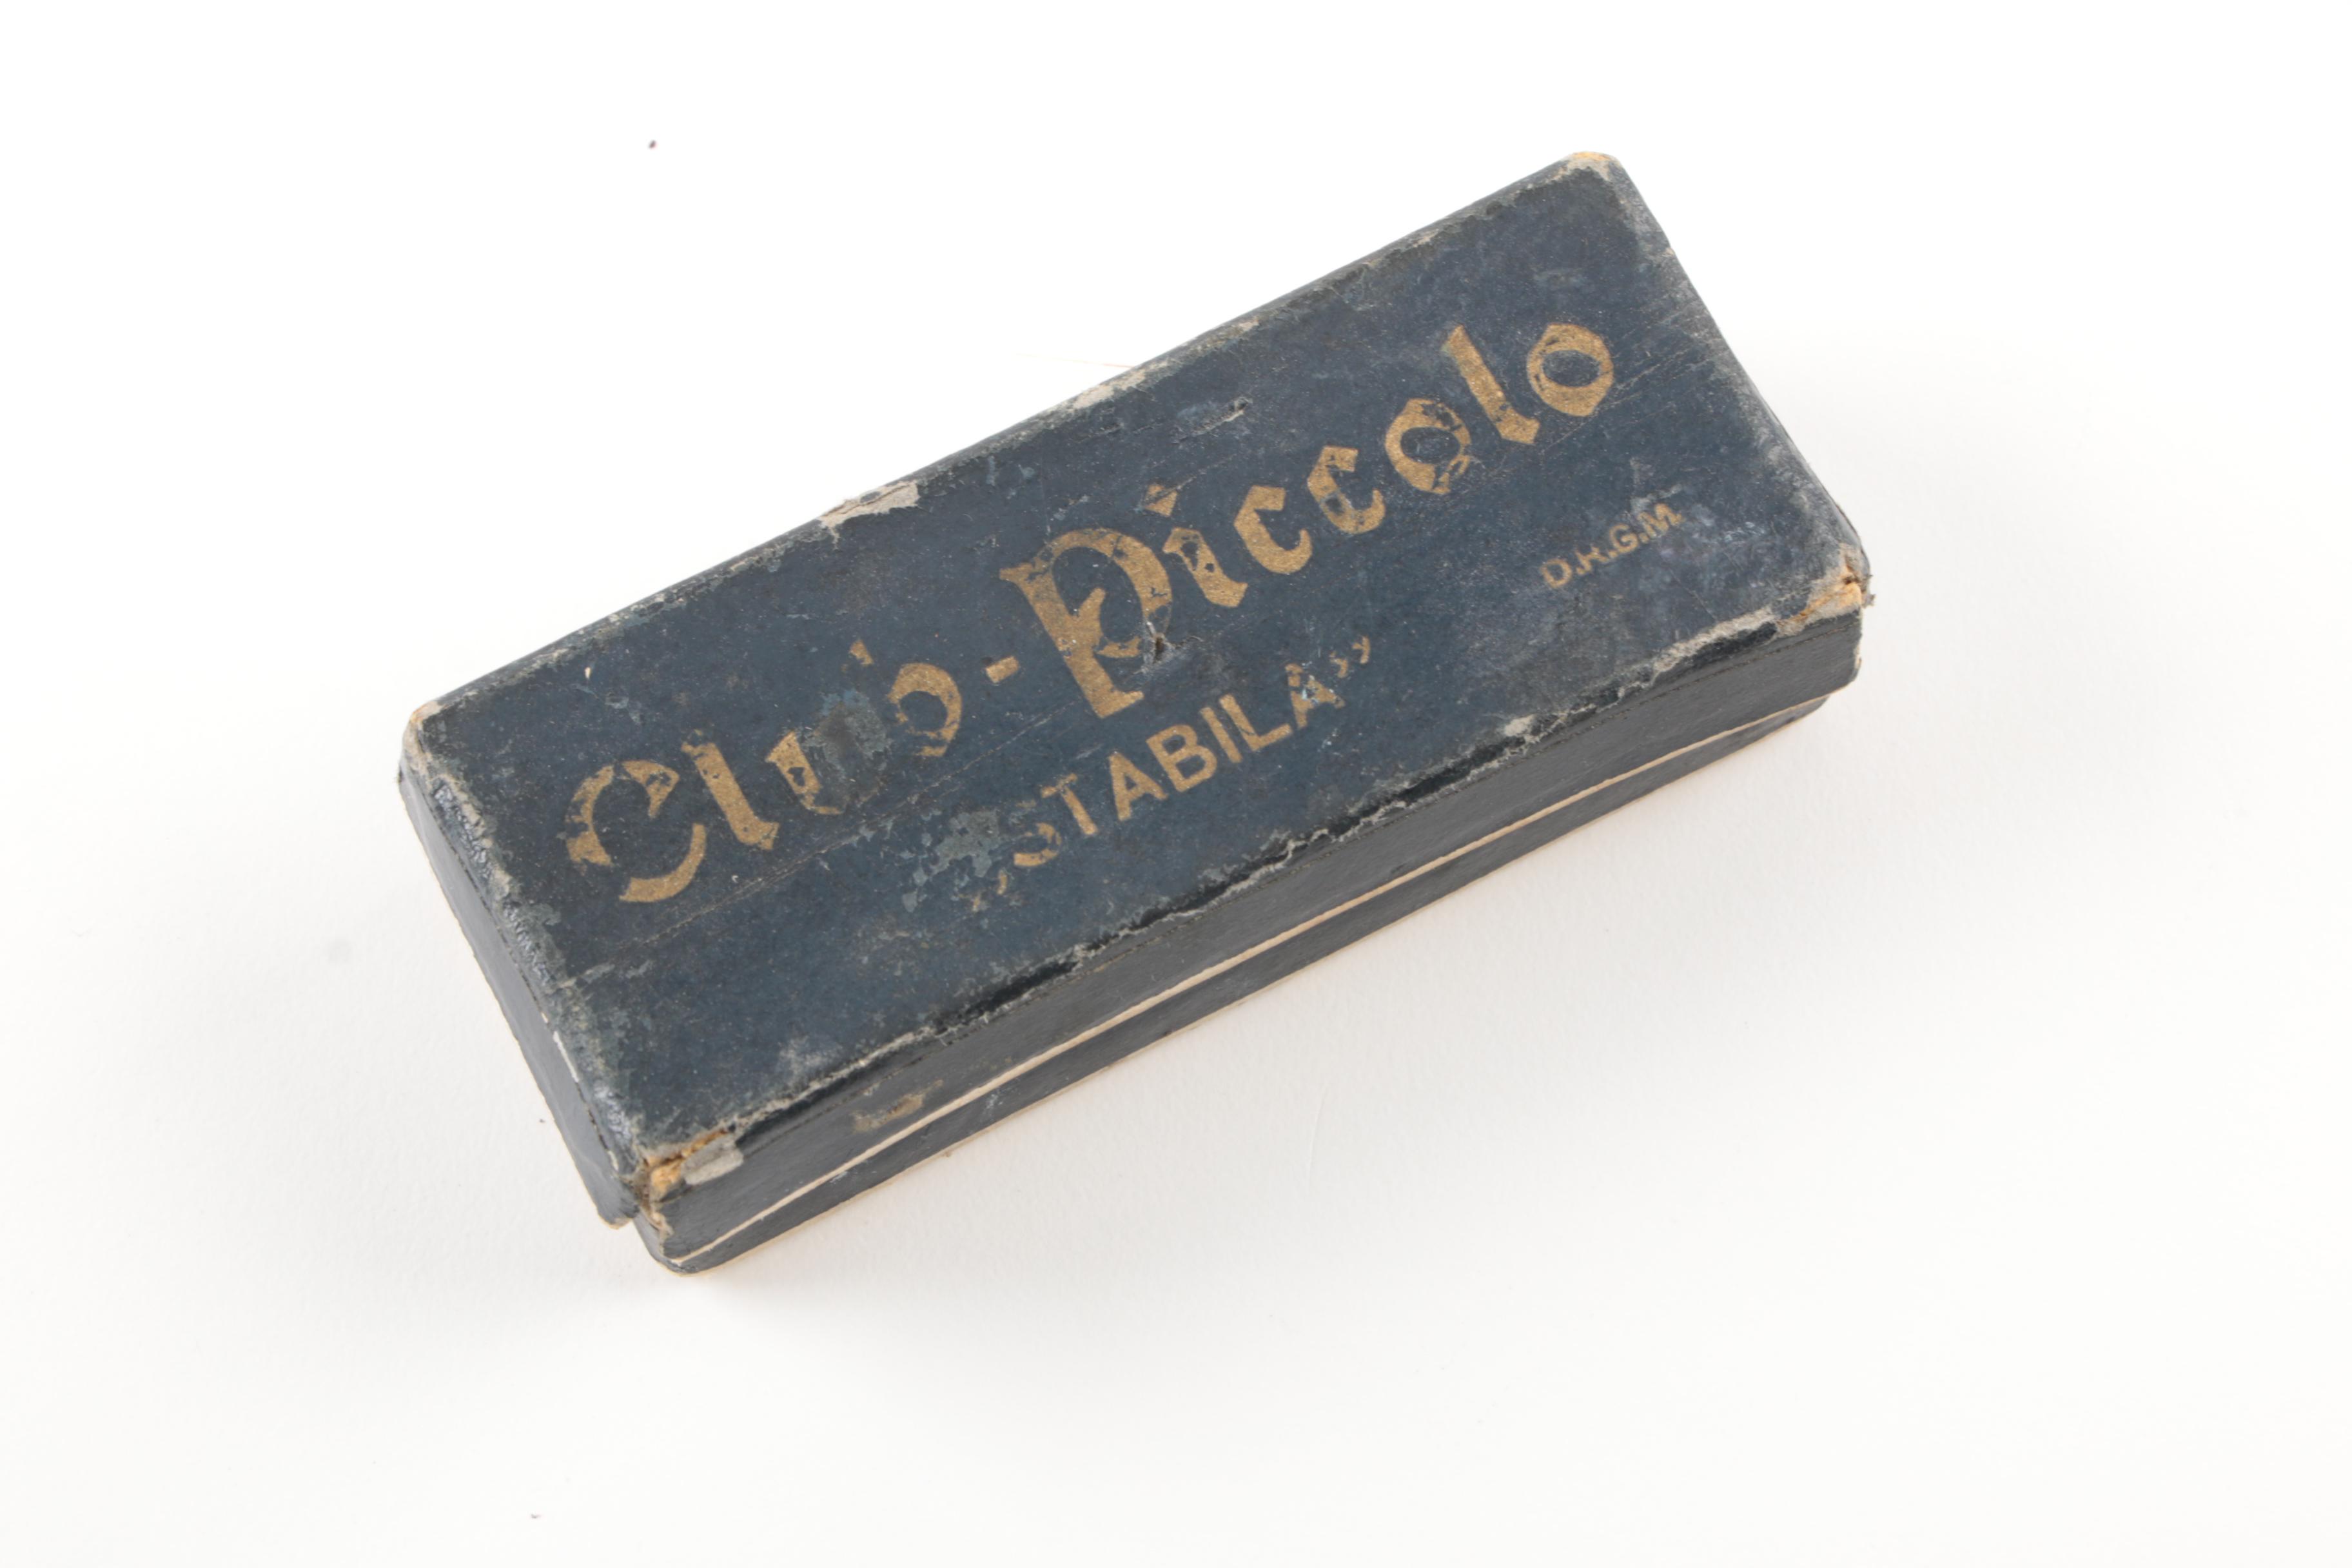 Club-Piccolo
„STABILA”
D.R.G.M.